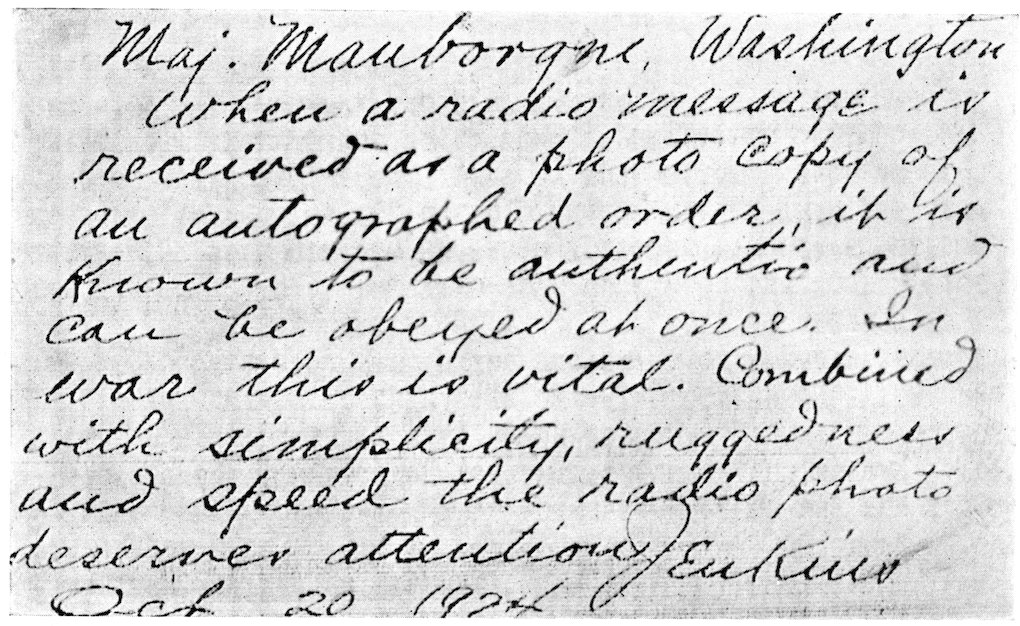 Maj. Mauborgne, Washington
When a radio message is
received as a photo copy of
an autographed order, it is
known to be authentic and
can be obeyed at once. In
war this is vital. Combined
with simplicity, ruggedness
and speed the radio photo
deserves attention Jenkins
Oct 20 1924